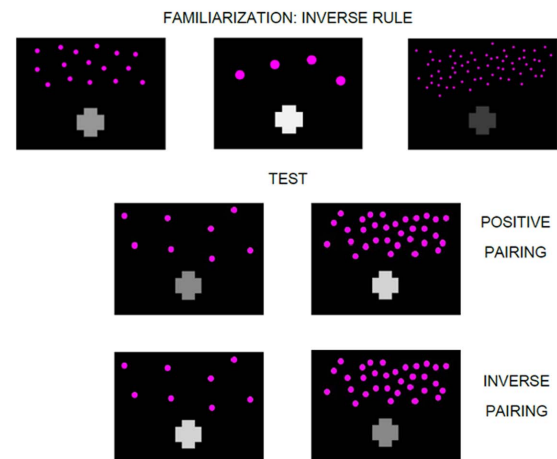 FAMILIARIZATION: INVERSE RULE
TEST
POSITIVE
PAIRING
INVERSE
PAIRING